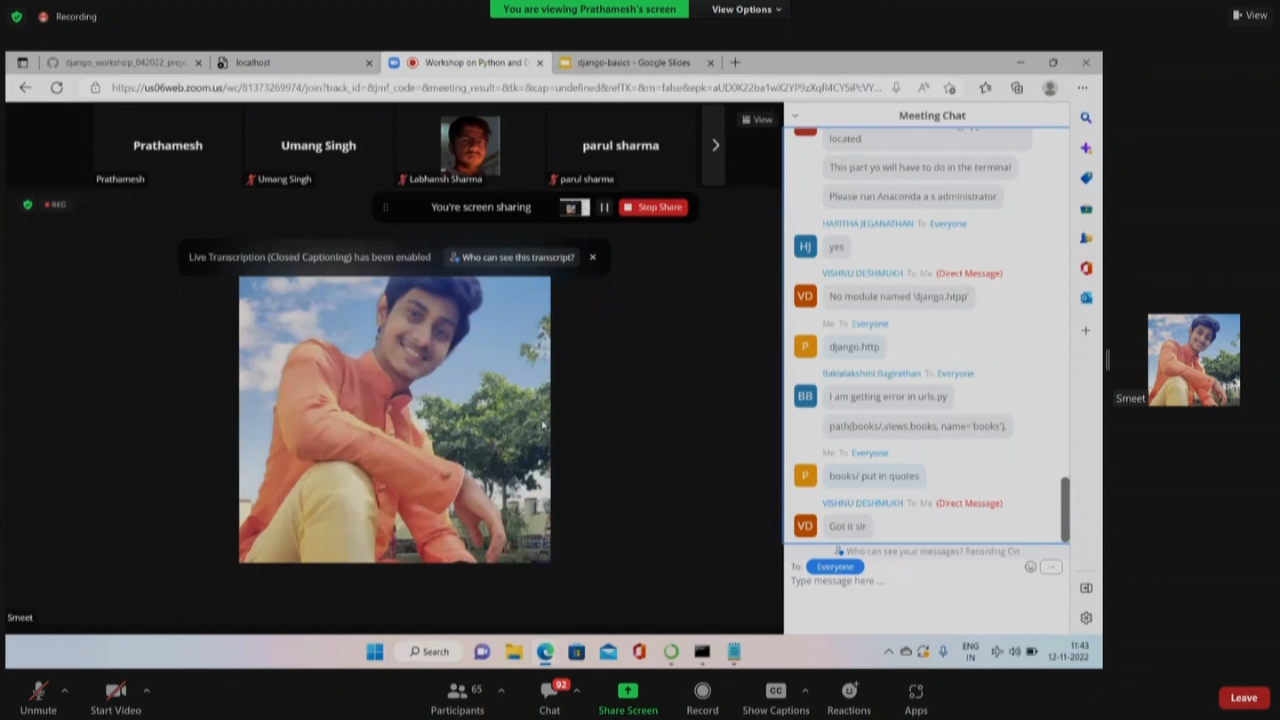 Recording
You are viewing Prathamesh's screen
View Options
View
localhost
Workshop on Python and D
django-basics - Google Slides
Prathamesh
Umang Singh
parul sharma
View
Prathamesh
Umang Singh
Labhansh Sharma
parul sharma
REC
You're screen sharing
Stop Share
Live Transcription (Closed Captioning) has been enabled
Who can see this transcript?
Meeting Chat
located
This part yo will have to do in the terminal
Please run Anaconda a s administrator
HARITHA JEGANATHAN To Everyone
HJ
yes
VISHNU DESHMUKH To Me (Direct Message)
VD
No module named 'django.htpp'
Me To Everyone
P
django.http
Bakialakshmi Bagirathan To Everyone
BB
I am getting error in urls.py
path(books/,views.books, name='books'),
Me To Everyone
P
books/ put in quotes
VISHNU DESHMUKH To Me (Direct Message)
VD
Got it sir
Who can see your messages? Recording On
To: Everyone
Type message here ...
Smeet
Smeet
Search
ENG
IN
11:43
12-11-2022
Unmute
Start Video
65
Participants
92
Chat
Share Screen
Record
CC
Show Captions
Reactions
Apps
Leave